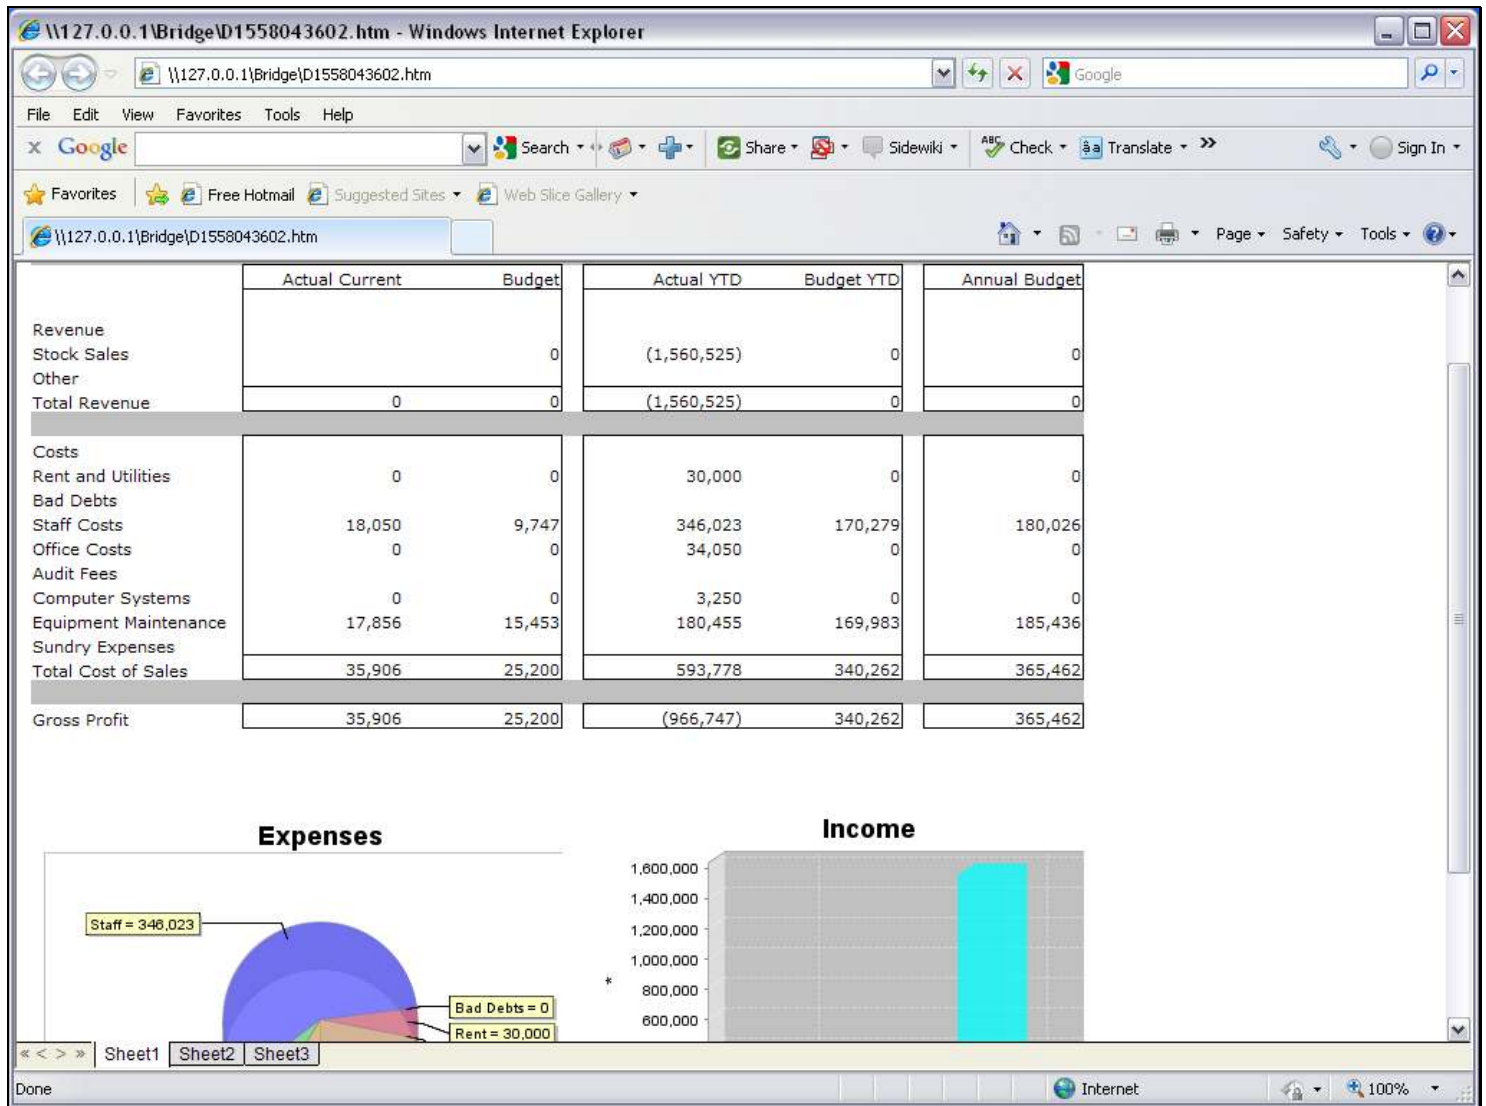 \\127.0.0.1\Bridge\D1558043602.htm - Windows Internet Explorer
\\127.0.0.1\Bridge\D1558043602.htm Google
File Edit View Favorites Tools Help
x Google Search Share Sidewiki ABC Check âa Translate » Sign In
Favorites Free Hotmail Suggested Sites Web Slice Gallery
\\127.0.0.1\Bridge\D1558043602.htm Page Safety Tools
Actual Current Budget Actual YTD Budget YTD Annual Budget
Revenue
Stock Sales 0 (1,560,525) 0 0
Other
Total Revenue 0 0 (1,560,525) 0 0
Costs
Rent and Utilities 0 0 30,000 0 0
Bad Debts
Staff Costs 18,050 9,747 346,023 170,279 180,026
Office Costs 0 0 34,050 0 0
Audit Fees
Computer Systems 0 0 3,250 0 0
Equipment Maintenance 17,856 15,453 180,455 169,983 185,436
Sundry Expenses
Total Cost of Sales 35,906 25,200 593,778 340,262 365,462
Gross Profit 35,906 25,200 (966,747) 340,262 365,462
Expenses
Staff = 346,023
Bad Debts = 0
Rent = 30,000
Income
1,600,000
1,400,000
1,200,000
1,000,000
*
800,000
600,000
« < > » Sheet1 Sheet2 Sheet3
Done Internet 100%